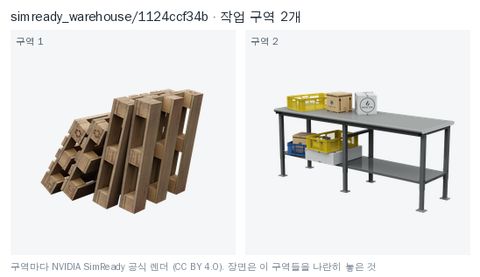 simready_warehouse/1124ccf34b · 작업 구역 2개
구역 1
구역 2
구역마다 NVIDIA SimReady 공식 렌더 (CC BY 4.0). 장면은 이 구역들을 나란히 놓은 것